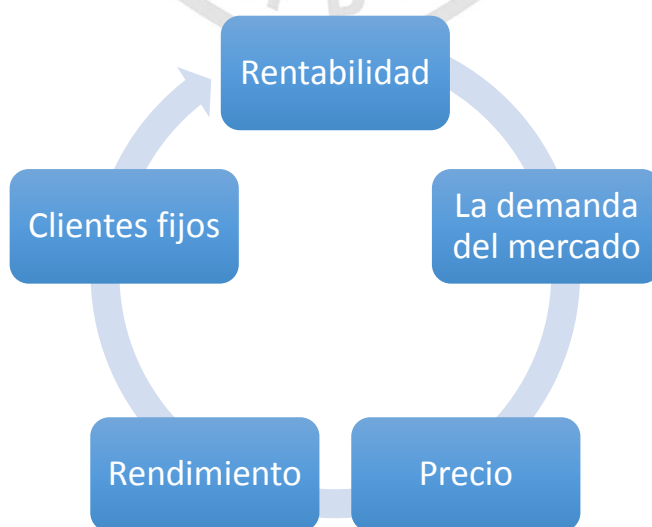 Rentabilidad
La demanda
del mercado
Precio
Rendimiento
Clientes fijos